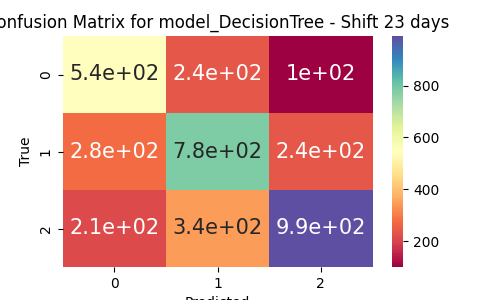 onfusion Matrix for model_DecisionTree - Shift 23 days
0 5.4e+02 2.4e+02 1e+02
1 2.8e+02 7.8e+02 2.4e+02
2 2.1e+02 3.4e+02 9.9e+02
0 1 2
Predicted
True
800
600
400
200